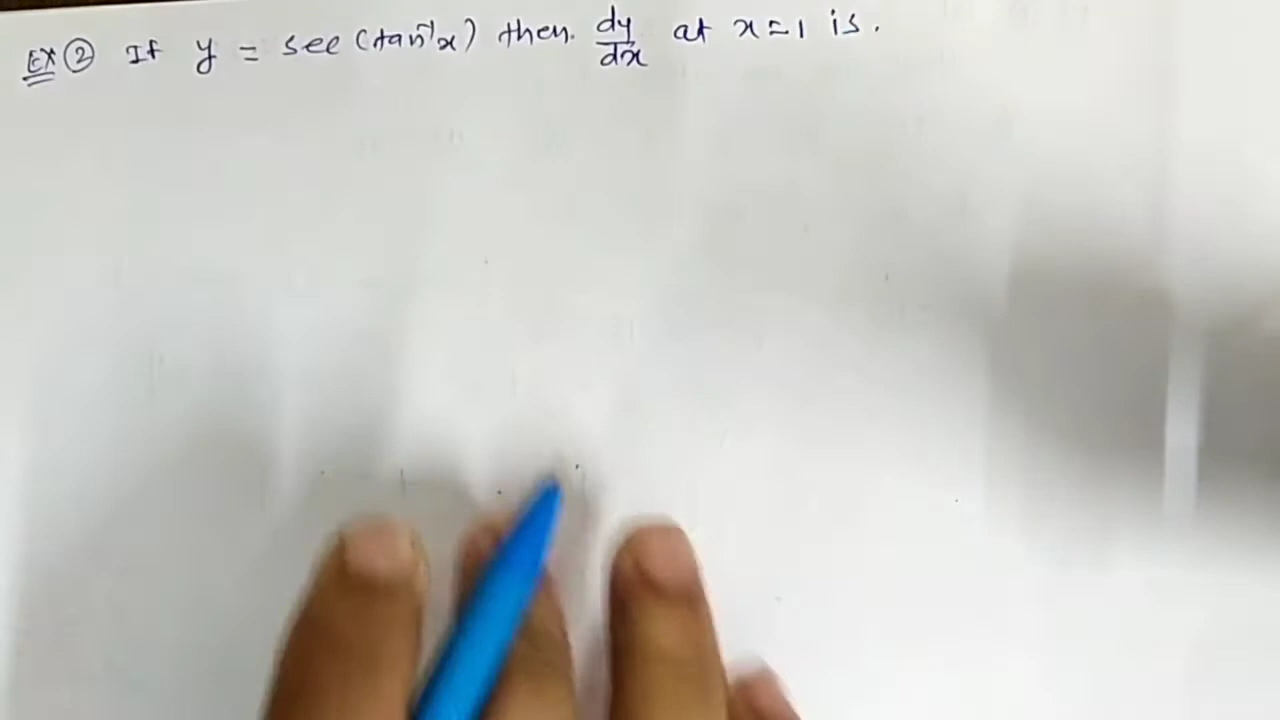 Ex ② If y = sec (tan⁻¹x) then. dy/dx at x=1 is.